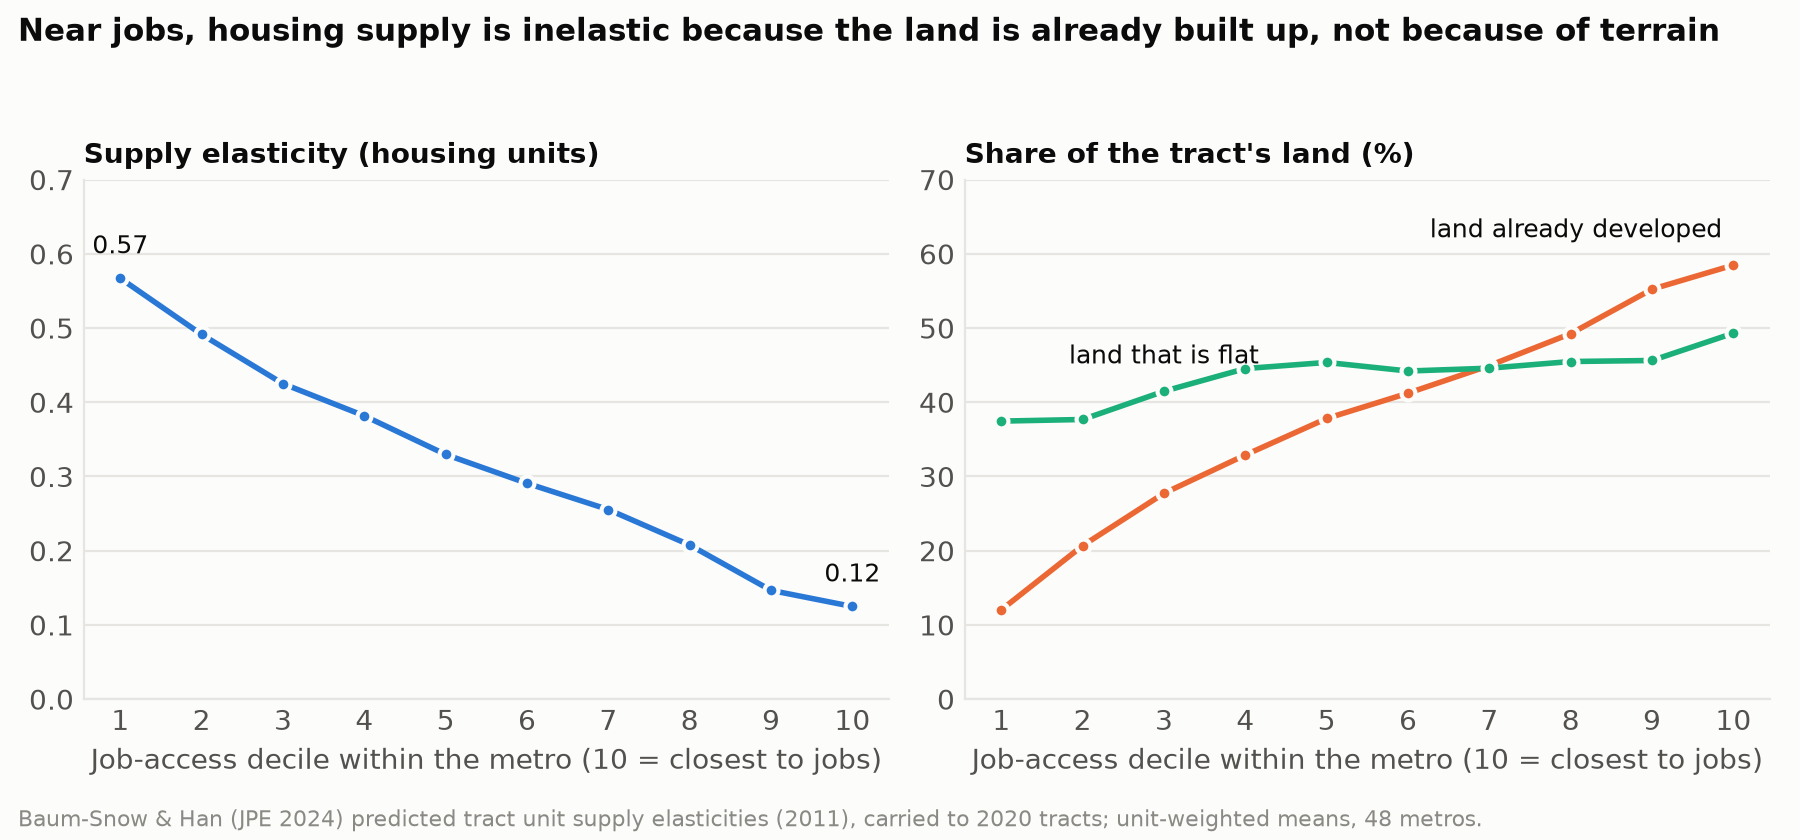 Near jobs, housing supply is inelastic because the land is already built up, not because of terrain
Supply elasticity (housing units)
0.7
0.6
0.5
0.4
0.3
0.2
0.1
0.0
0.57
0.12
1 2 3 4 5 6 7 8 9 10
Job-access decile within the metro (10 = closest to jobs)
Share of the tract's land (%)
70
60
50
40
30
20
10
0
land already developed
land that is flat
1 2 3 4 5 6 7 8 9 10
Job-access decile within the metro (10 = closest to jobs)
Baum-Snow & Han (JPE 2024) predicted tract unit supply elasticities (2011), carried to 2020 tracts; unit-weighted means, 48 metros.